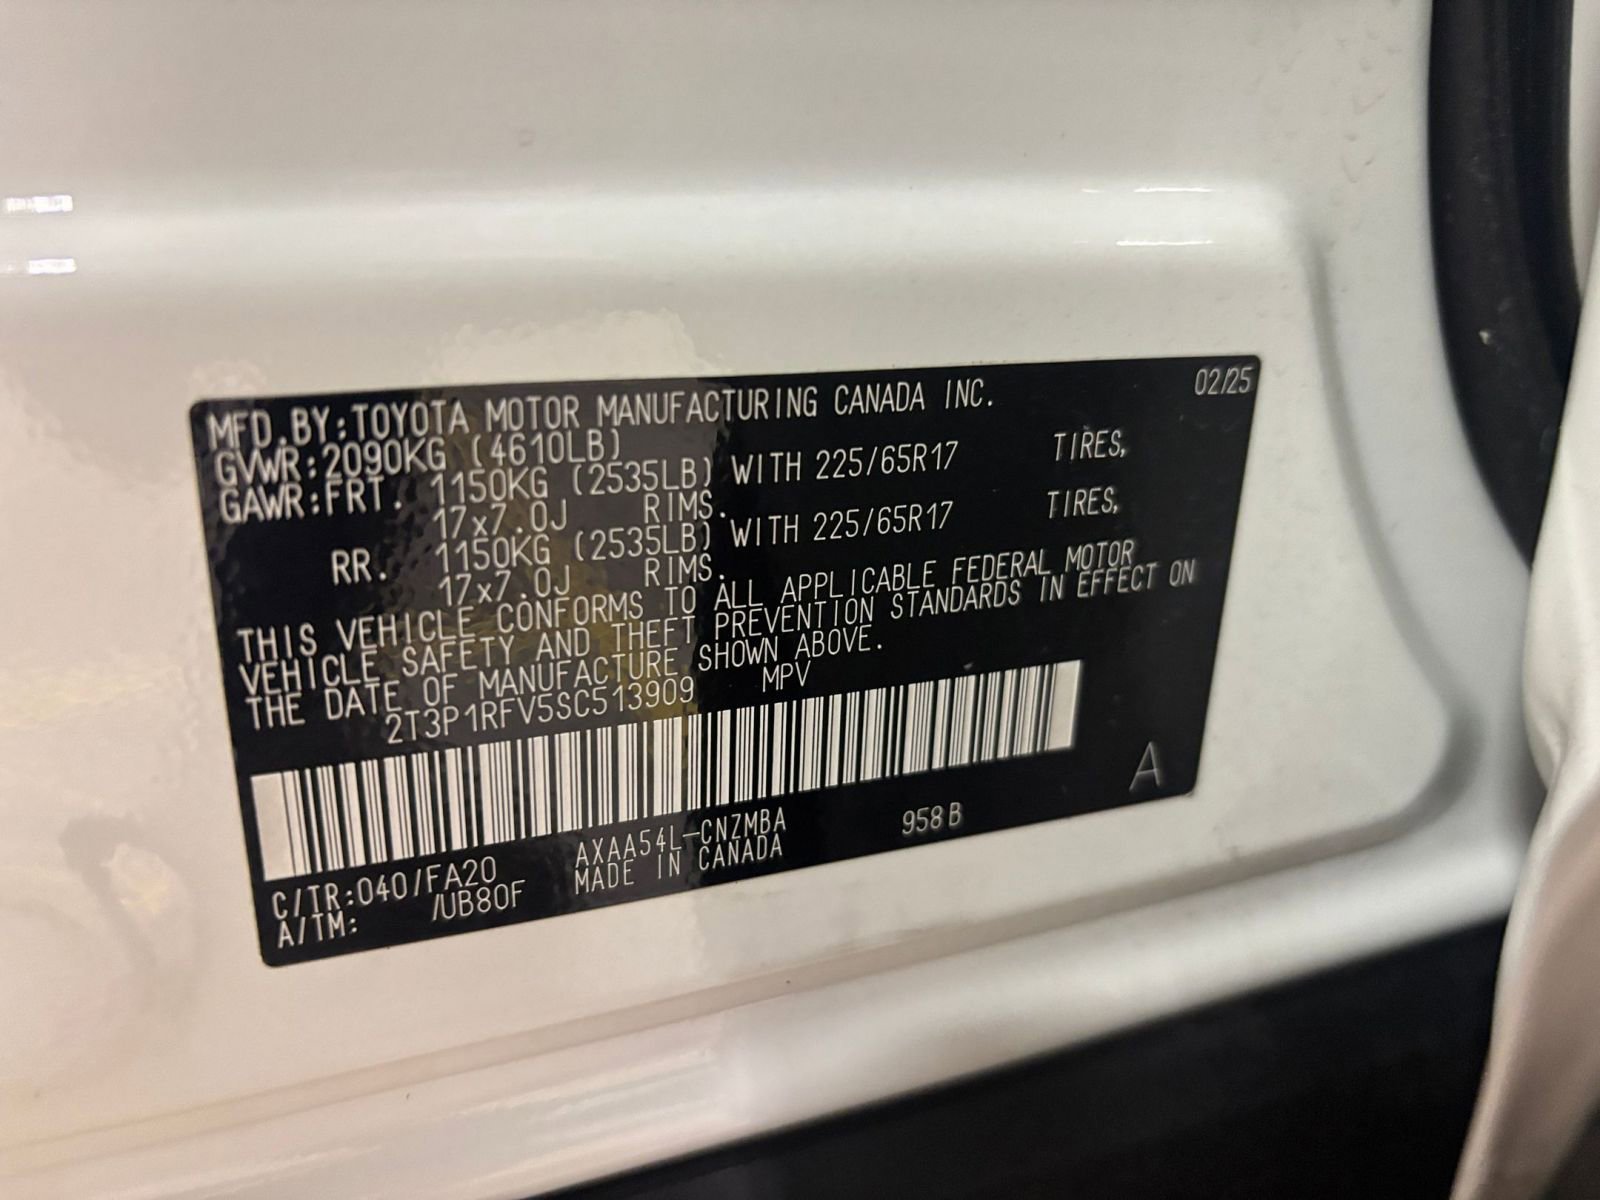 02/25
MFD.BY:TOYOTA MOTOR MANUFACTURING CANADA INC.
GVWR:2090KG (4610LB)
GAWR:FRT. 1150KG (2535LB) WITH 225/65R17 TIRES,
17x7.0J RIMS.
RR. 1150KG (2535LB) WITH 225/65R17 TIRES,
17x7.0J RIMS.
THIS VEHICLE CONFORMS TO ALL APPLICABLE FEDERAL MOTOR
VEHICLE SAFETY AND THEFT PREVENTION STANDARDS IN EFFECT ON
THE DATE OF MANUFACTURE SHOWN ABOVE.
2T3P1RFV5SC513909 MPV
A
C/TR:040/FA20 AXAA54L-CNZMBA 958B
A/TM: /UB80F MADE IN CANADA